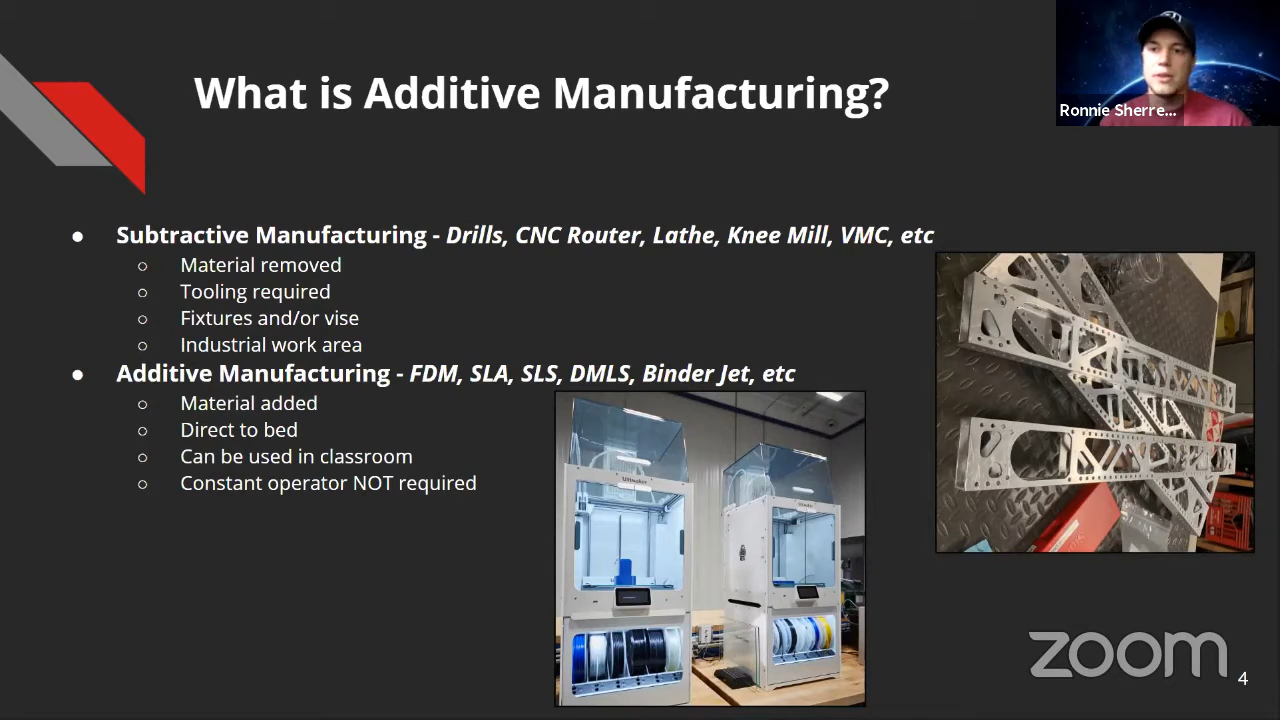 What is Additive Manufacturing?
Ronnie Sherre...
● Subtractive Manufacturing - Drills, CNC Router, Lathe, Knee Mill, VMC, etc
○ Material removed
○ Tooling required
○ Fixtures and/or vise
○ Industrial work area
● Additive Manufacturing - FDM, SLA, SLS, DMLS, Binder Jet, etc
○ Material added
○ Direct to bed
○ Can be used in classroom
○ Constant operator NOT required
Ultimaker
zoom
4